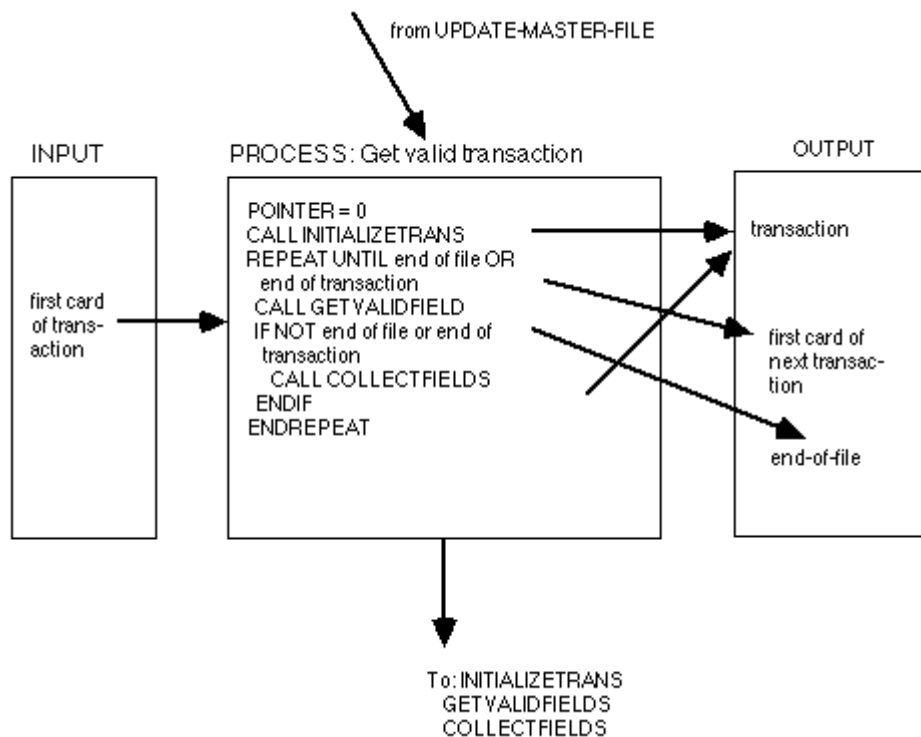 from UPDATE-MASTER-FILE
INPUT
PROCESS: Get valid transaction
OUTPUT
first card
of trans-
action
POINTER = 0
CALL INITIALIZETRANS
REPEAT UNTIL end of file OR
end of transaction
CALL GETVALIDFIELD
IF NOT end of file or end of
transaction
CALL COLLECTFIELDS
ENDIF
ENDREPEAT
transaction
first card of
next transac-
tion
end-of-file
To: INITIALIZETRANS
GETVALIDFIELDS
COLLECTFIELDS